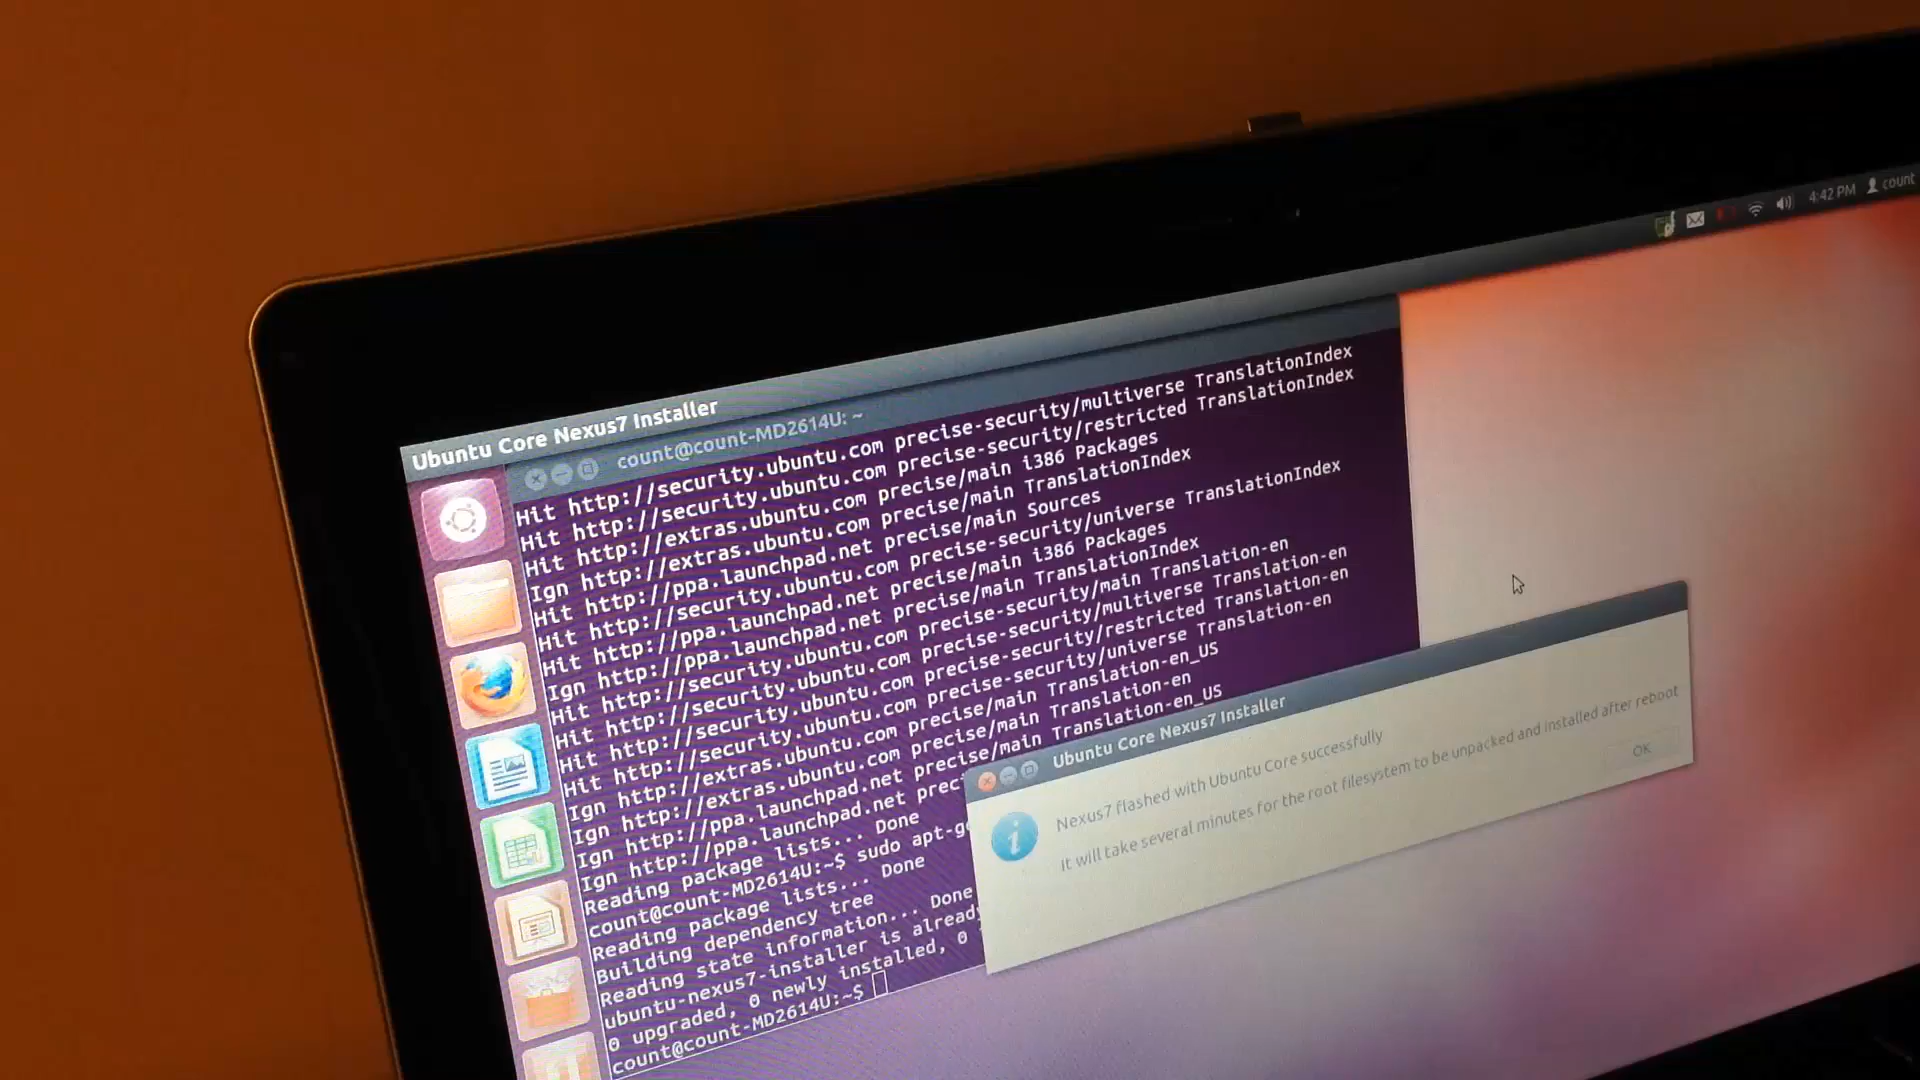 4:42 PM count
Ubuntu Core Nexus7 Installer
count@count-MD2614U: ~
Hit http://security.ubuntu.com precise-security/multiverse TranslationIndex
Hit http://security.ubuntu.com precise-security/restricted TranslationIndex
Hit http://extras.ubuntu.com precise/main i386 Packages
Ign http://extras.ubuntu.com precise/main TranslationIndex
Hit http://ppa.launchpad.net precise/main Sources
Hit http://security.ubuntu.com precise-security/universe TranslationIndex
Hit http://ppa.launchpad.net precise/main i386 Packages
Ign http://ppa.launchpad.net precise/main TranslationIndex
Hit http://security.ubuntu.com precise-security/main Translation-en
Hit http://security.ubuntu.com precise-security/multiverse Translation-en
Hit http://security.ubuntu.com precise-security/restricted Translation-en
Hit http://security.ubuntu.com precise-security/universe Translation-en
Ign http://extras.ubuntu.com precise/main Translation-en_US
Ign http://extras.ubuntu.com precise/main Translation-en
Ign http://ppa.launchpad.net precise/main Translation-en_US
Ign http://ppa.launchpad.net prec
Reading package lists... Done
count@count-MD2614U:~$ sudo apt-g
Reading package lists... Done
Building dependency tree
Reading state information... Done
ubuntu-nexus7-installer is already
0 upgraded, 0 newly installed, 0
count@count-MD2614U:~$
Ubuntu Core Nexus7 Installer
Nexus7 flashed with Ubuntu Core successfully
It will take several minutes for the root filesystem to be unpacked and installed after reboot
OK